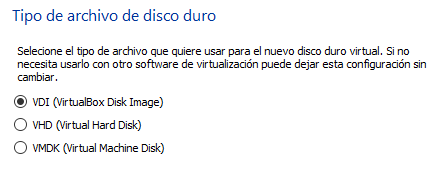 Tipo de archivo de disco duro
Seleccione el tipo de archivo que quiere usar para el nuevo disco duro virtual. Si no
necesita usarlo con otro software de virtualización puede dejar esta configuración sin
cambiar.
VDI (VirtualBox Disk Image)
VHD (Virtual Hard Disk)
VMDK (Virtual Machine Disk)